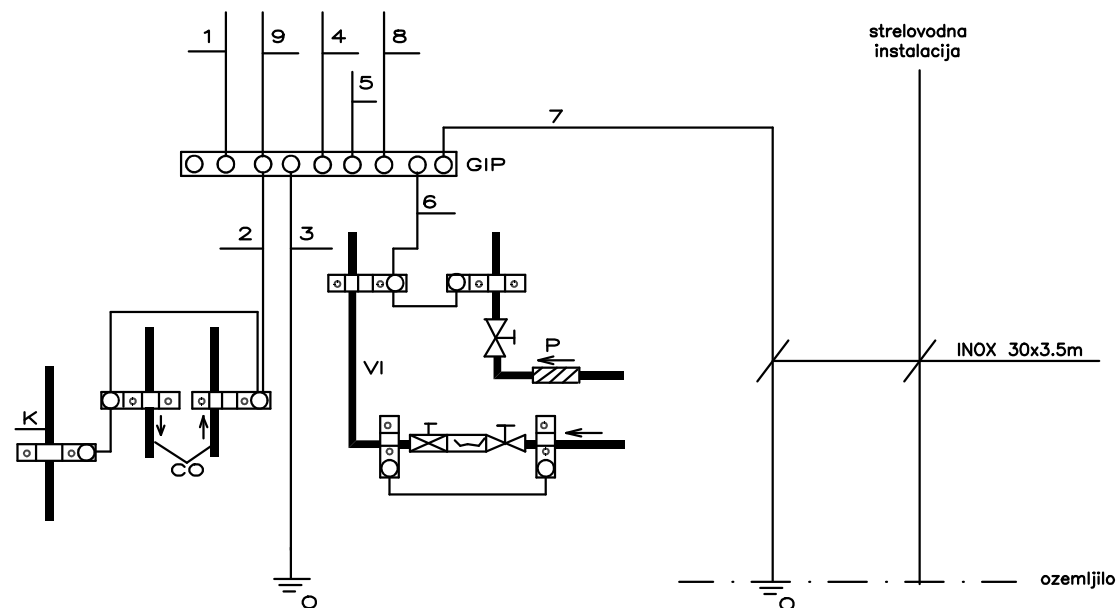 strelovodna
instalacija
1
9
4
8
5
7
GIP
6
2
3
P
VI
INOX 30x3.5m
K
CO
ozemljilo
O
O